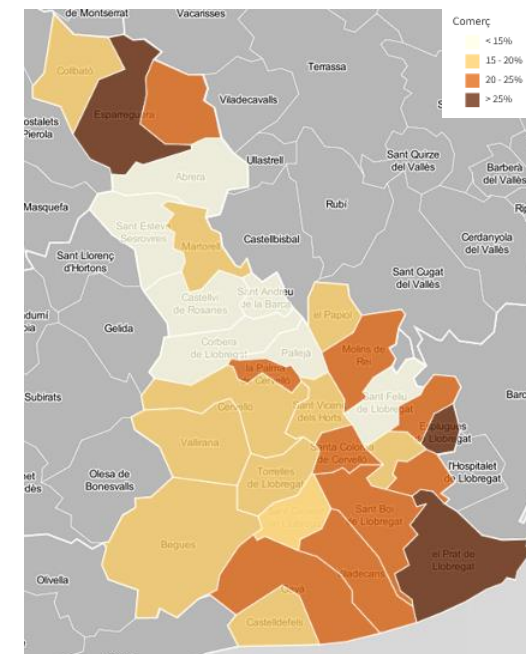 Comerç
< 15%
15 - 20%
20 - 25%
> 25%
de Montserrat
Vacarisses
Collbató
Terrassa
Esparreguera
Viladecavalls
Pierola
Ullastrell
Sant Quirze
del Vallès
Barberà
del Vallès
Abrera
Masquefa
Rubí
Sant Esteve
Sesrovires
Martorell
Castellbisbal
Cerdanyola
del Vallès
Sant Llorenç
d'Hortons
Sant Cugat
del Vallès
Castellví
de Rosanes
Sant Andreu
de la Barca
el Papiol
Gelida
Corbera
de Llobregat
Pallejà
Molins de
Rei
la Palma
Cervelló
Subirats
Cervelló
Sant Vicenç
dels Horts
Sant Feliu
de Llobregat
Esplugues
de Llobregat
Vallirana
Santa Coloma
de Cervelló
l'Hospitalet
de Llobregat
Olesa de
Bonesvalls
Torrelles
de Llobregat
Sant Boi
de Llobregat
Begues
el Prat de
Llobregat
Olivella
Viladecans
Gavà
Castelldefels